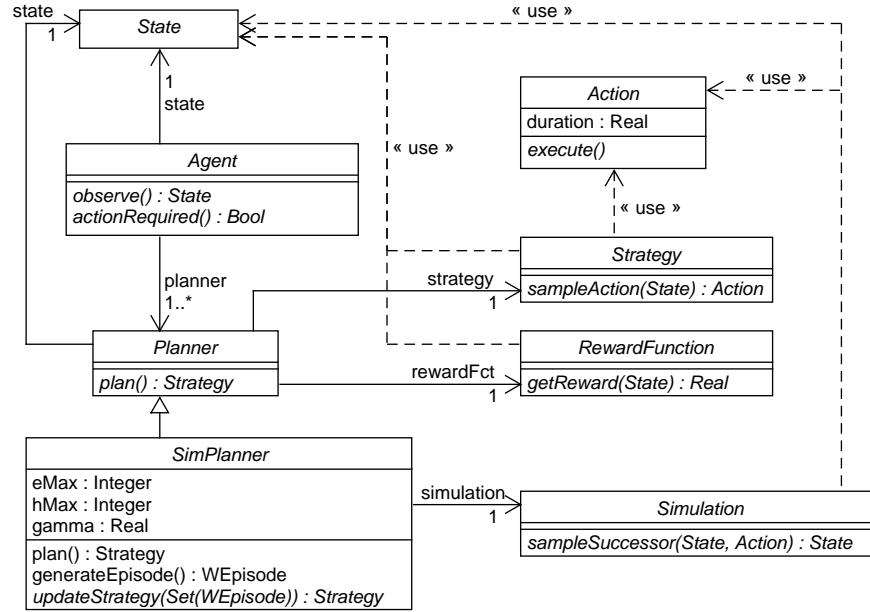 state
1
State
« use »
1
state
Action
duration : Real
execute()
« use »
Agent
observe() : State
actionRequired() : Bool
« use »
« use »
Strategy
sampleAction(State) : Action
planner
1..*
strategy
1
Planner
plan() : Strategy
rewardFct
1
RewardFunction
getReward(State) : Real
SimPlanner
eMax : Integer
hMax : Integer
gamma : Real
plan() : Strategy
generateEpisode() : WEpisode
updateStrategy(Set(WEpisode)) : Strategy
simulation
1
Simulation
sampleSuccessor(State, Action) : State